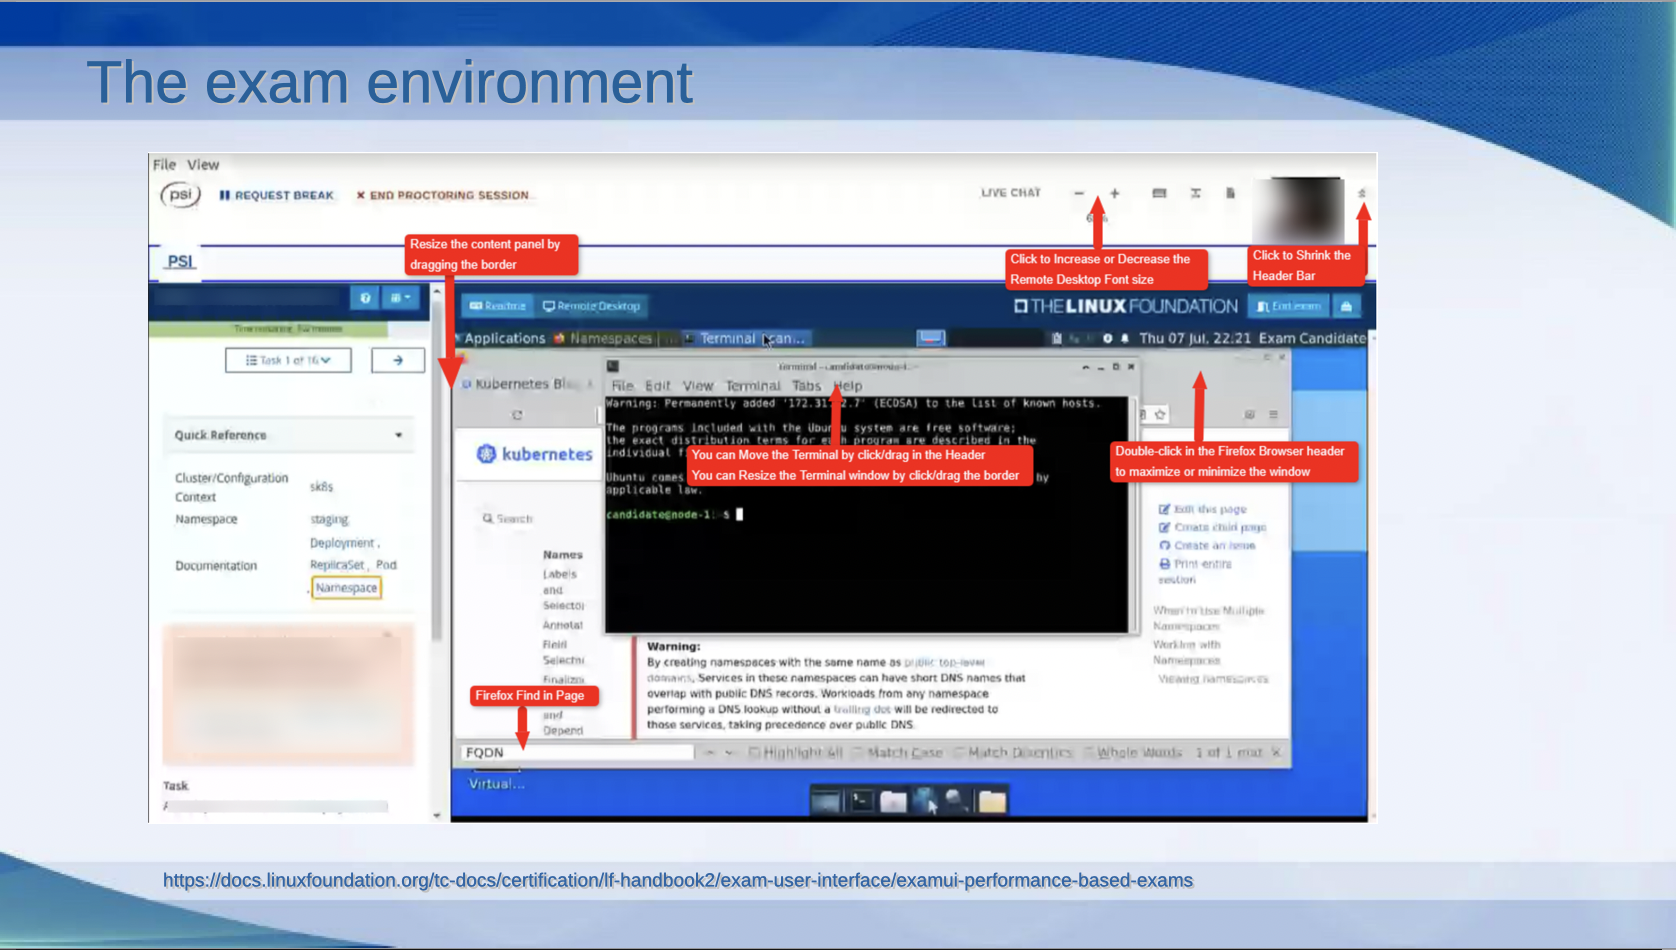 The exam environment
File View
psi REQUEST BREAK END PROCTORING SESSION
LIVE CHAT
Resize the content panel by
dragging the border
Click to Increase or Decrease the
Remote Desktop Font size
Click to Shrink the
Header Bar
PSI
Readme Remote Desktop
THE LINUX FOUNDATION
End exam
Applications Namespaces Terminal
Thu 07 Jul, 22:21 Exam Candidate
Task 1 of 16
Quick Reference
Cluster/Configuration
Context
sk8s
Namespace staging
Documentation
Deployment,
ReplicaSet, Pod
, Namespace
Task
Kubernetes
kubernetes
Search
Names
Labels
and
Selector
Annotat
Field
Selecto
Finalize
and
Depend
File Edit View Terminal Tabs Help
Warning: Permanently added '172.31 2.7' (ECDSA) to the list of known hosts.
The programs included with the Ubuntu system are free software;
the exact distribution terms for each program are described in the
individual f
Ubuntu comes by
applicable law.
candidate@node-1 $
You can Move the Terminal by click/drag in the Header
You can Resize the Terminal window by click/drag the border
Double-click in the Firefox Browser header
to maximize or minimize the window
Edit this page
Create child page
Create an issue
Print entire
section
When to Use Multiple
Namespaces
Working with
Namespaces
Viewing namespaces
Warning:
By creating namespaces with the same name as public top-level
domains, Services in these namespaces can have short DNS names that
overlap with public DNS records. Workloads from any namespace
performing a DNS lookup without a trailing dot will be redirected to
those services, taking precedence over public DNS.
Firefox Find in Page
FQDN
Highlight All Match Case Match Diacritics Whole Words 1 of 1 mat
Virtual...
https://docs.linuxfoundation.org/tc-docs/certification/lf-handbook2/exam-user-interface/examui-performance-based-exams